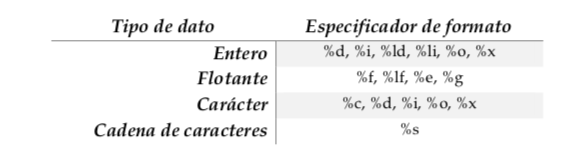 Tipo de dato Especificador de formato
Entero %d, %i, %ld, %li, %o, %x
Flotante %f, %lf, %e, %g
Carácter %c, %d, %i, %o, %x
Cadena de caracteres %s